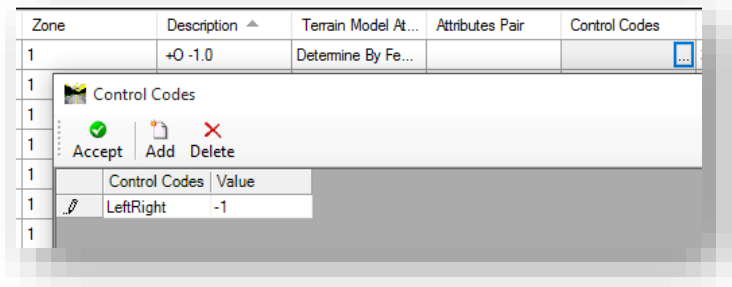 Zone Description Terrain Model At... Attributes Pair Control Codes
1 +O -1.0 Determine By Fe... ...
1
Control Codes
1
1
Accept Add Delete
1
Control Codes Value
1 LeftRight -1
1